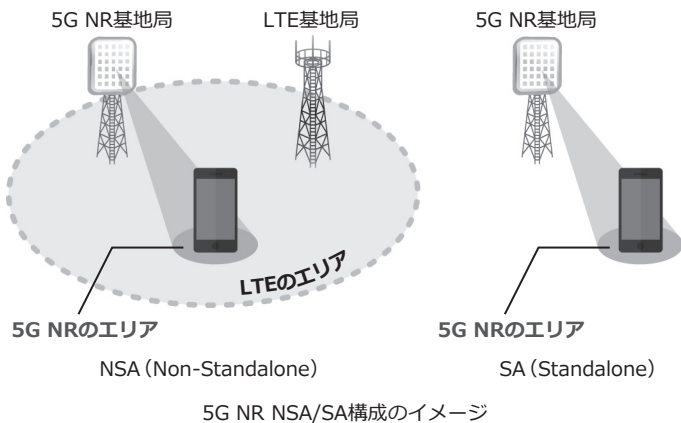 5G NR基地局
LTE基地局
5G NR基地局
LTEのエリア
5G NRのエリア
5G NRのエリア
NSA（Non-Standalone）
SA（Standalone）
5G NR NSA/SA構成のイメージ